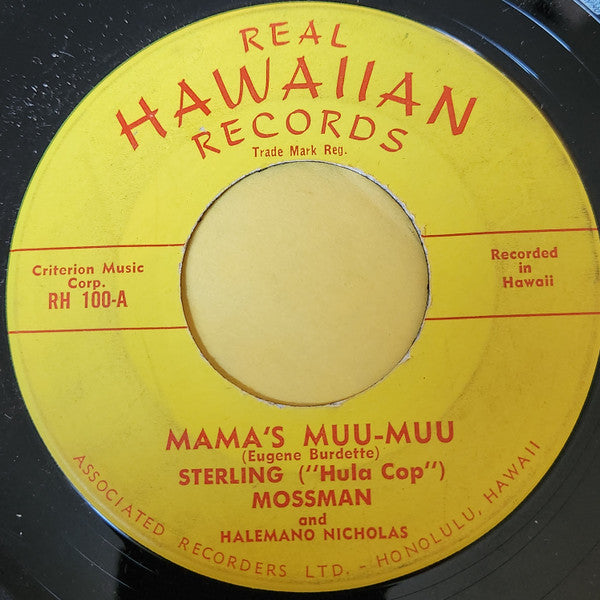 REAL
HAWAIIAN
RECORDS
Trade Mark Reg.
Criterion Music
Corp.
RH 100-A
Recorded
in
Hawaii
MAMA'S MUU-MUU
(Eugene Burdette)
STERLING ("Hula Cop")
MOSSMAN
and
HALEMANO NICHOLAS
ASSOCIATED RECORDERS LTD. - HONOLULU, HAWAII